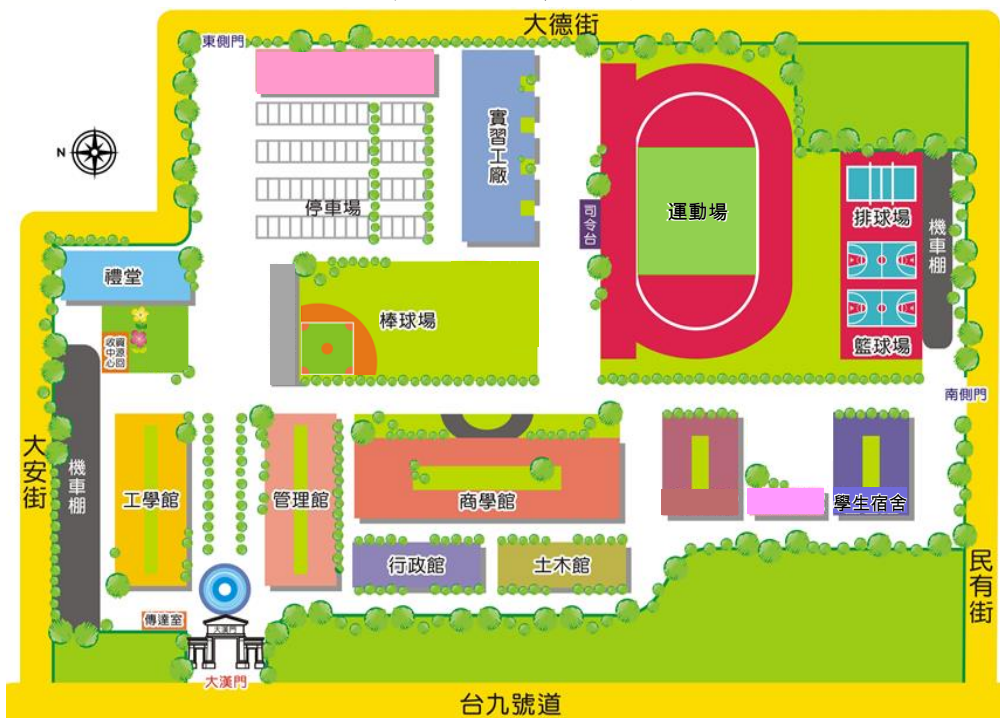 大德街
東側門
實習工廠
N
停車場
司令台
運動場
排球場
機車棚
禮堂
棒球場
籃球場
資源回
收中心
南側門
大安街
機車棚
工學館
管理館
商學館
學生宿舍
行政館
土木館
民有街
傳達室
大漢門
大漢門
台九號道